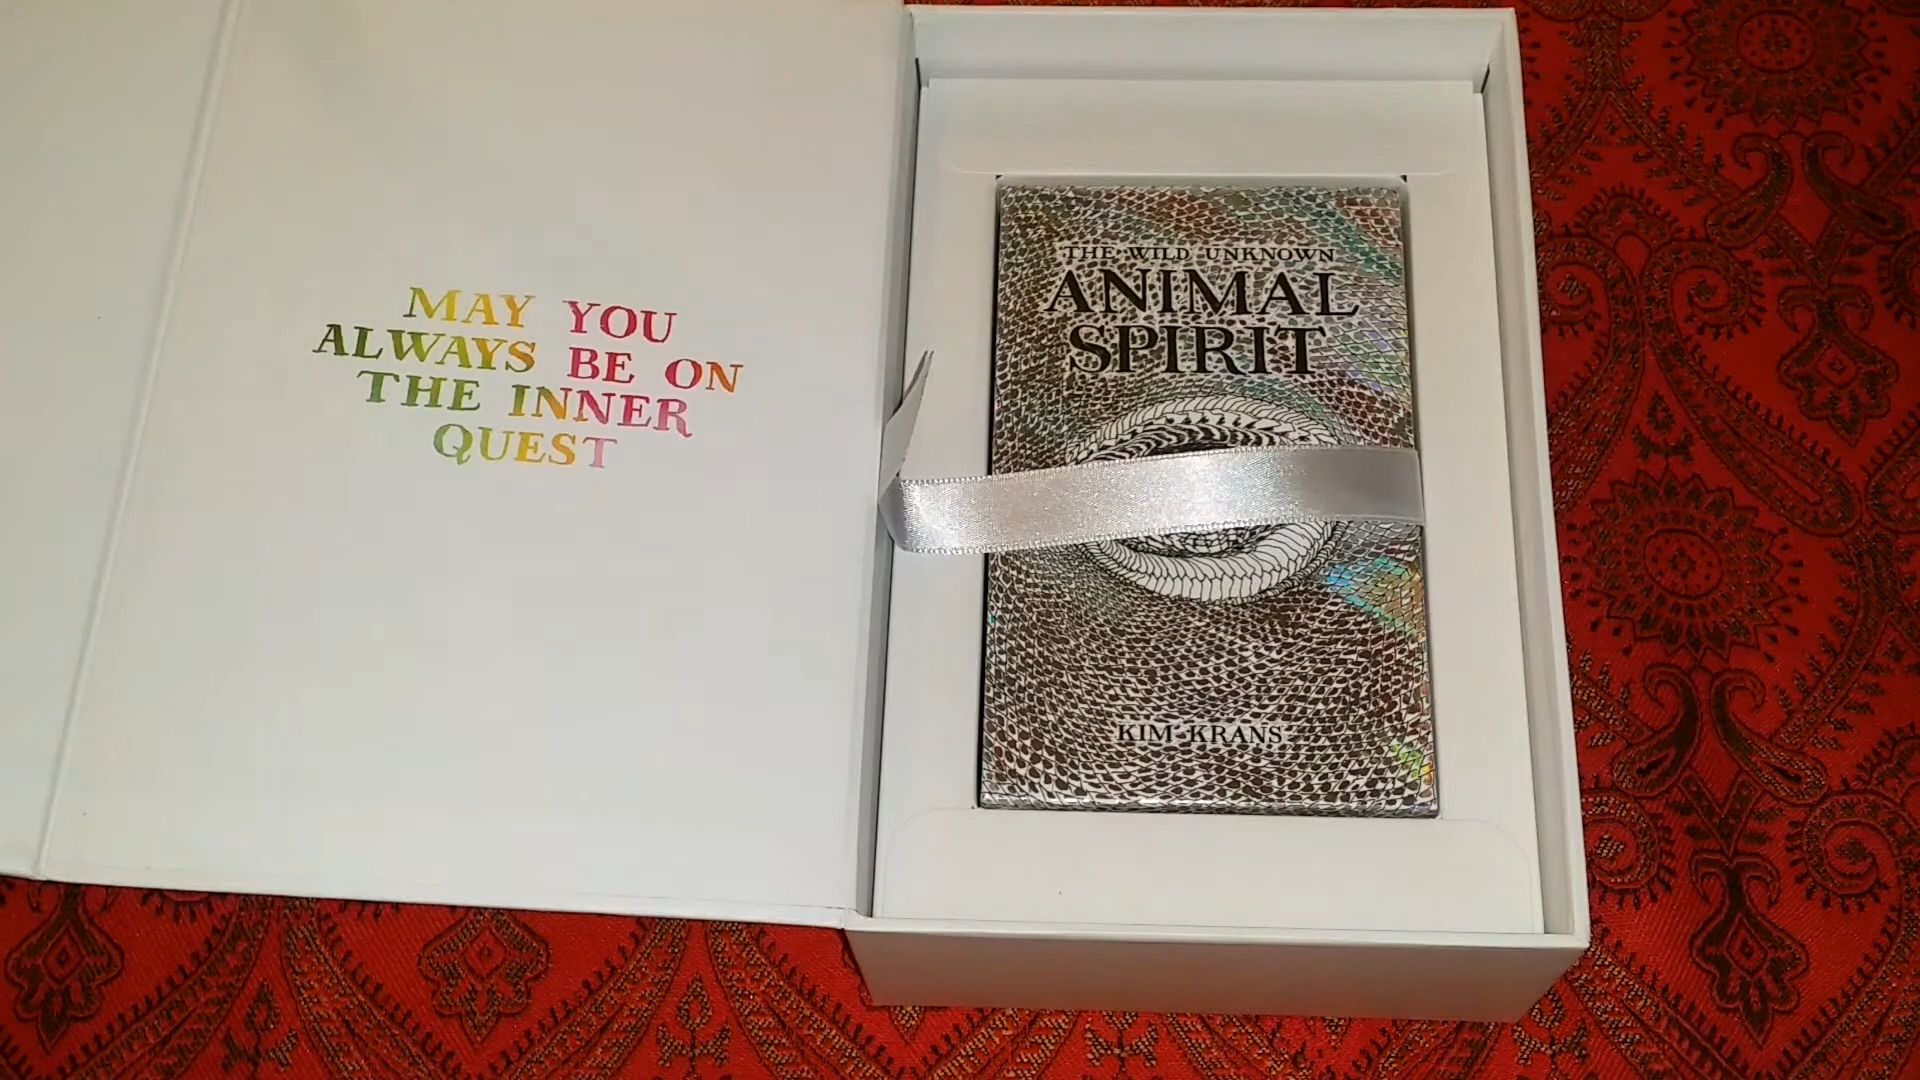 MAY YOU
ALWAYS BE ON
THE INNER
QUEST
THE WILD UNKNOWN
ANIMAL
SPIRIT
KIM KRANS